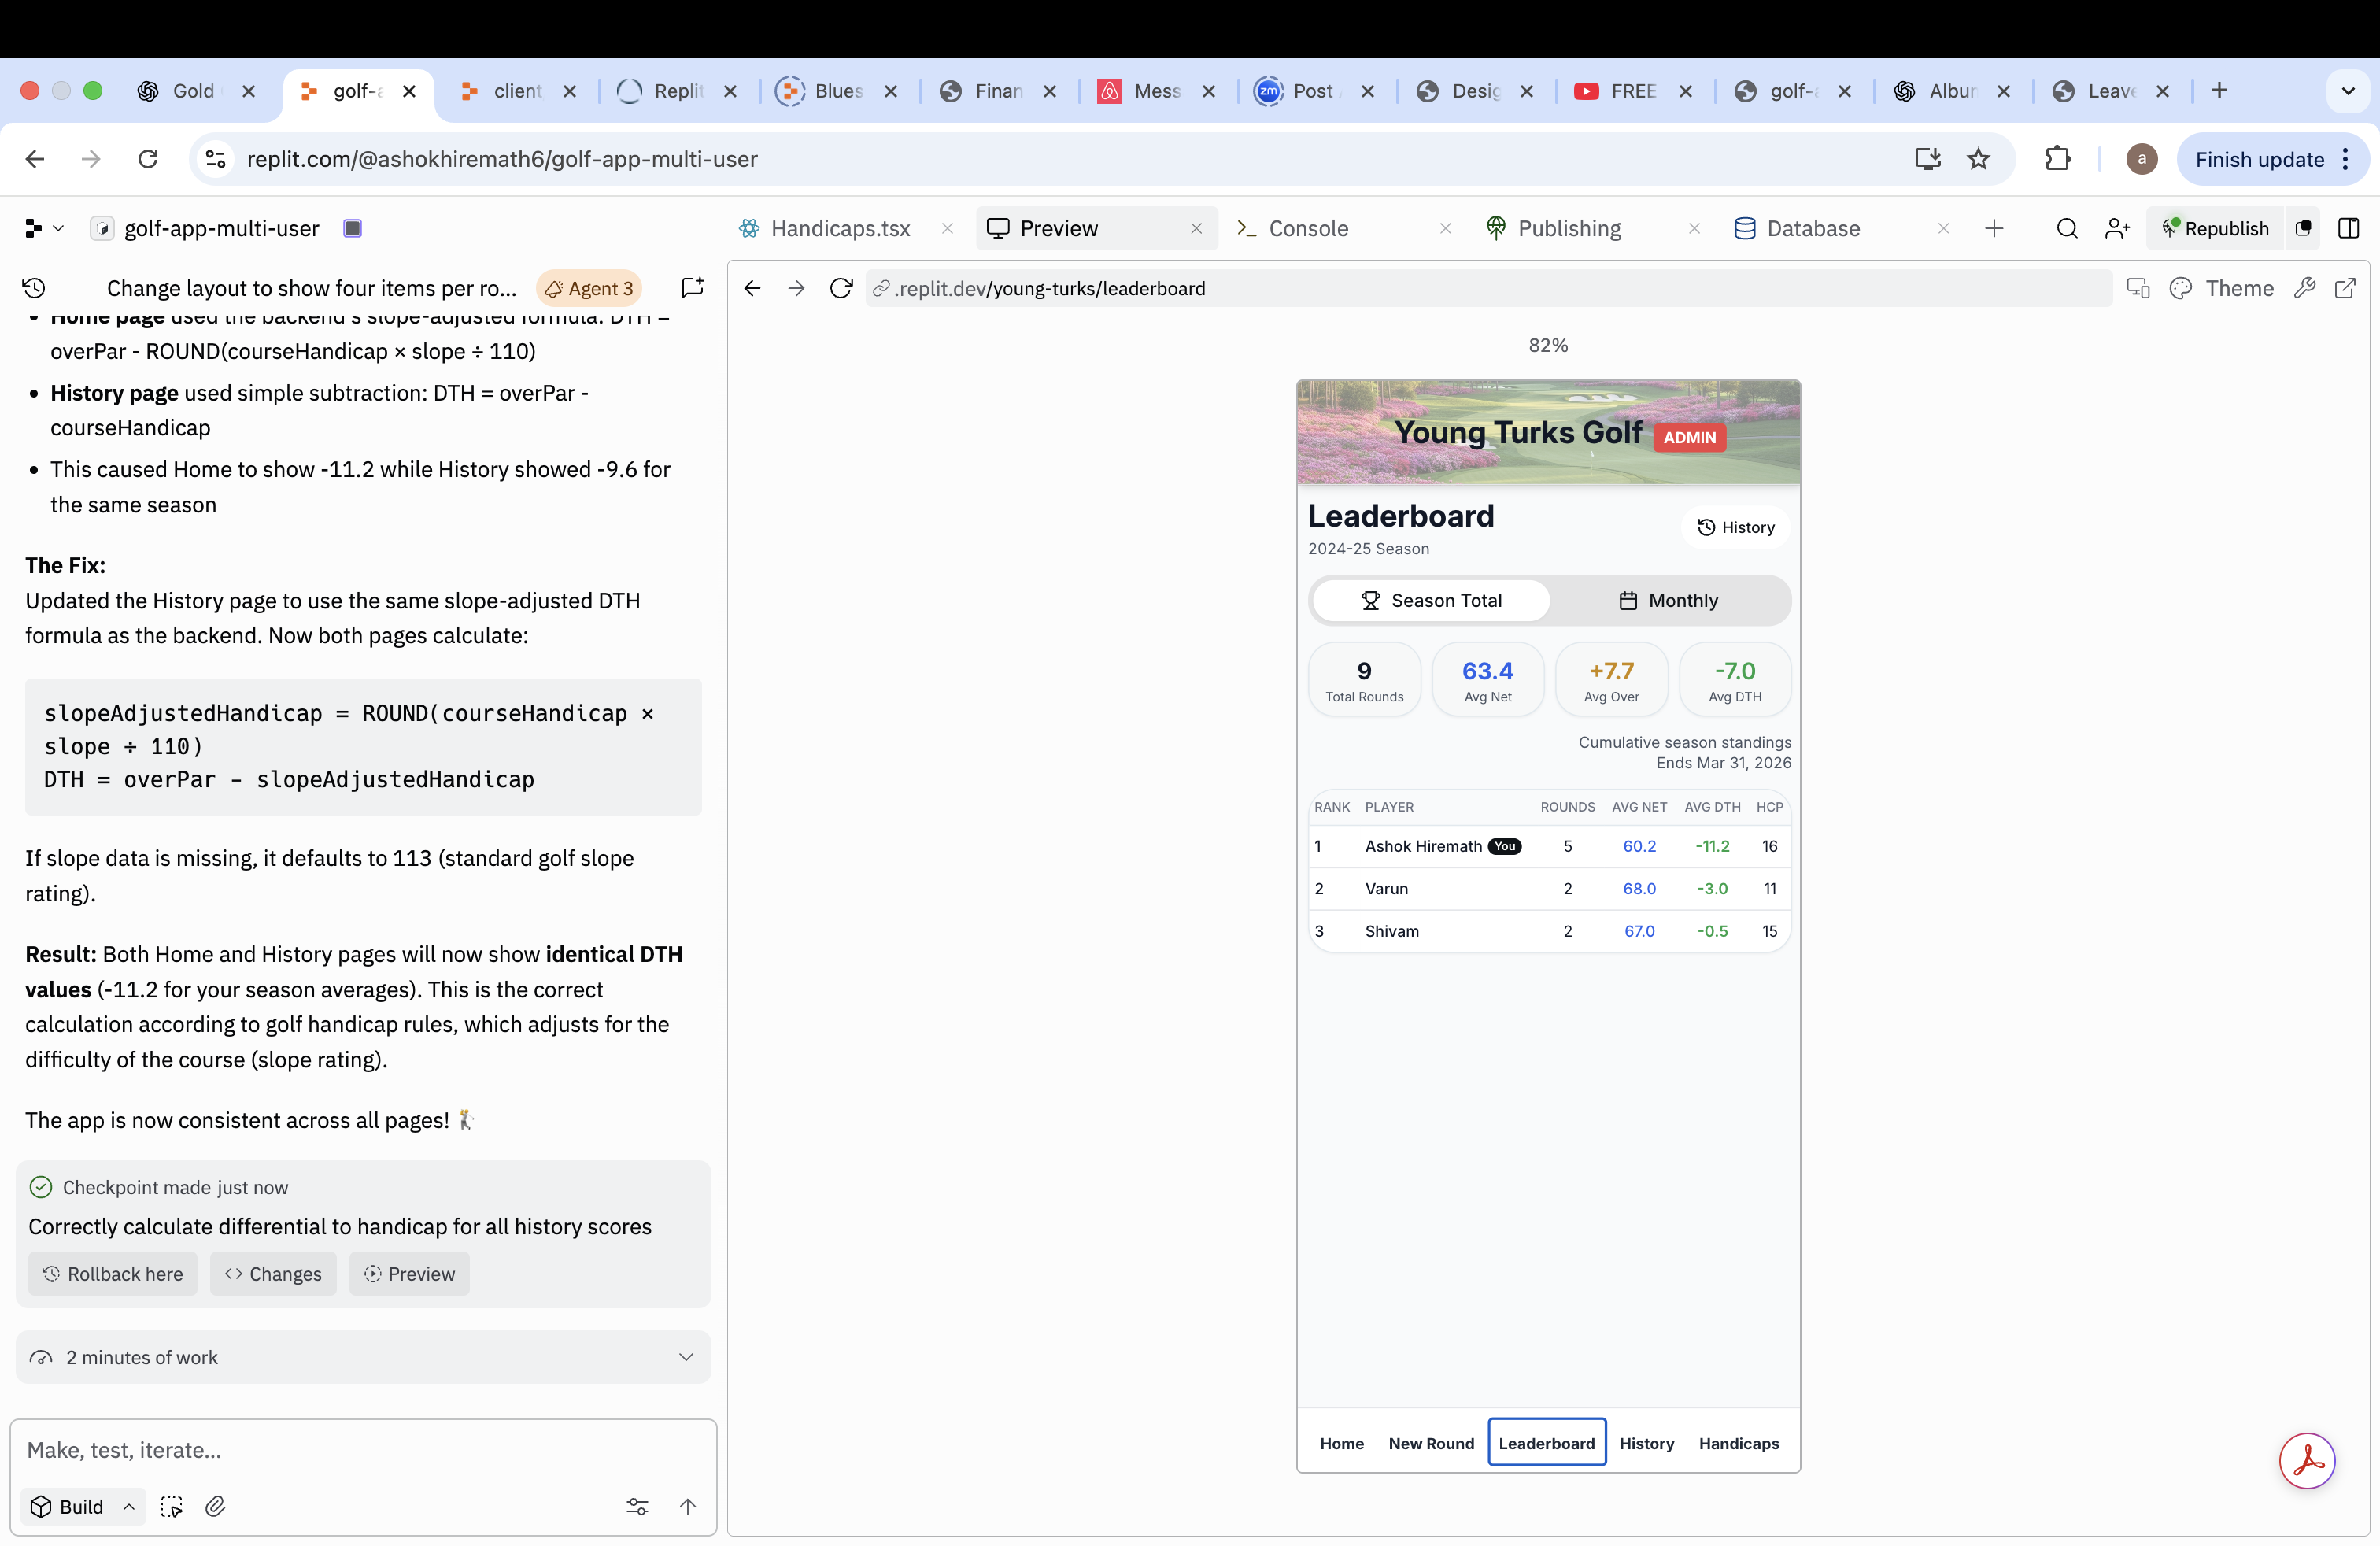 Gold
golf-a
client
Replit
Blues
Finan
Mess
zm
Post
Desig
FREE
golf-a
Albun
Leave
replit.com/@ashokhiremath6/golf-app-multi-user
a
Finish update
golf-app-multi-user
Handicaps.tsx
Preview
Console
Publishing
Database
Republish
Change layout to show four items per ro...
Agent 3
.replit.dev/young-turks/leaderboard
Theme
• Home page used the backend's slope-adjusted formula: DTH =
overPar - ROUND(courseHandicap × slope ÷ 110)
• History page used simple subtraction: DTH = overPar -
courseHandicap
• This caused Home to show -11.2 while History showed -9.6 for
the same season
The Fix:
Updated the History page to use the same slope-adjusted DTH
formula as the backend. Now both pages calculate:
slopeAdjustedHandicap = ROUND(courseHandicap ×
slope ÷ 110)
DTH = overPar - slopeAdjustedHandicap
If slope data is missing, it defaults to 113 (standard golf slope
rating).
Result: Both Home and History pages will now show identical DTH
values (-11.2 for your season averages). This is the correct
calculation according to golf handicap rules, which adjusts for the
difficulty of the course (slope rating).
The app is now consistent across all pages! 🏌
Checkpoint made just now
Correctly calculate differential to handicap for all history scores
Rollback here
Changes
Preview
2 minutes of work
Make, test, iterate...
Build
82%
Young Turks Golf ADMIN
Leaderboard
History
2024-25 Season
Season Total
Monthly
9 63.4 +7.7 -7.0
Total Rounds Avg Net Avg Over Avg DTH
Cumulative season standings
Ends Mar 31, 2026
RANK PLAYER ROUNDS AVG NET AVG DTH HCP
1 Ashok Hiremath You 5 60.2 -11.2 16
2 Varun 2 68.0 -3.0 11
3 Shivam 2 67.0 -0.5 15
Home New Round Leaderboard History Handicaps